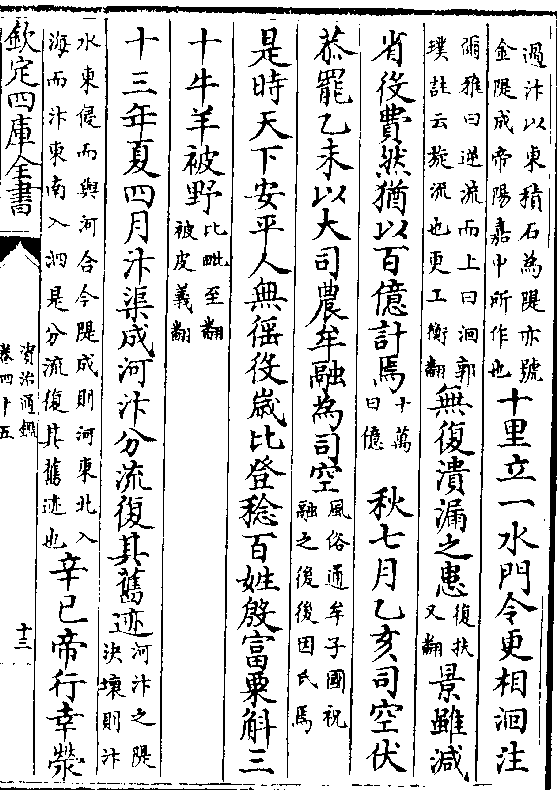 過汴以東積石為隄亦號
金隄成帝陽嘉中所作也
十里立一水門令更相洄注
爾雅曰逆流而上曰洄郭
璞註云旋流也更工衡翻
無復潰漏之患
復扶
又翻
景雖減
省役費然猶以百億計焉
十萬
曰億
秋七月乙亥司空伏
恭罷乙未以大司農牟融為司空
風俗通牟子國祝
融之後後因氏焉
是時天下安平人無徭役歲比登稔百姓殷富粟斛三
十牛羊被野
比毗至翻
被皮義翻
十三年夏四月汴渠成河汴分流復其舊迹
河汴之隄
決壞則汴
水東侵而與河合今隄成則河東北入
海而汴東南入泗是分流復其舊迹也
辛巳帝行幸滎
欽定四庫全書
資治通鑑
卷四十五
十三